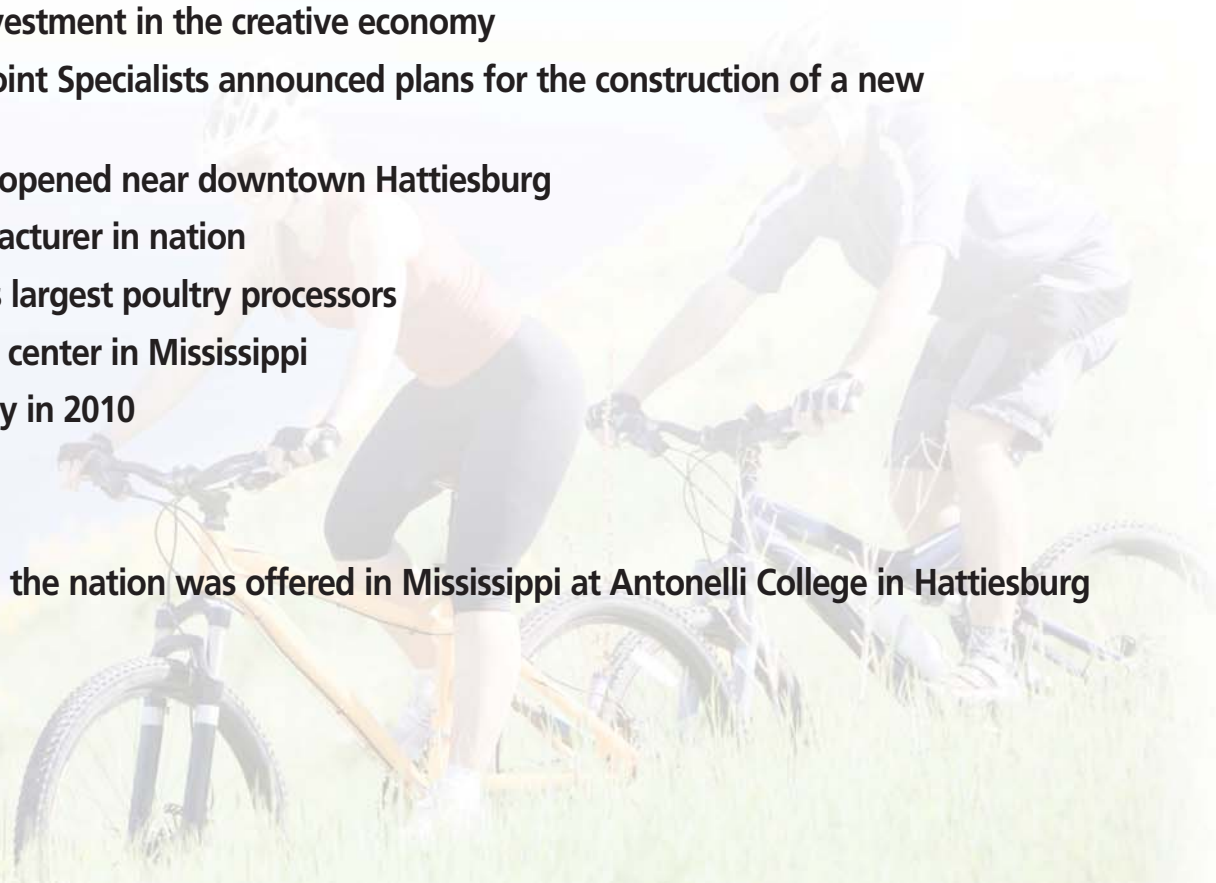 vestment in the creative economy
oint Specialists announced plans for the construction of a new
opened near downtown Hattiesburg
acturer in nation
s largest poultry processors
center in Mississippi
y in 2010
the nation was offered in Mississippi at Antonelli College in Hattiesburg